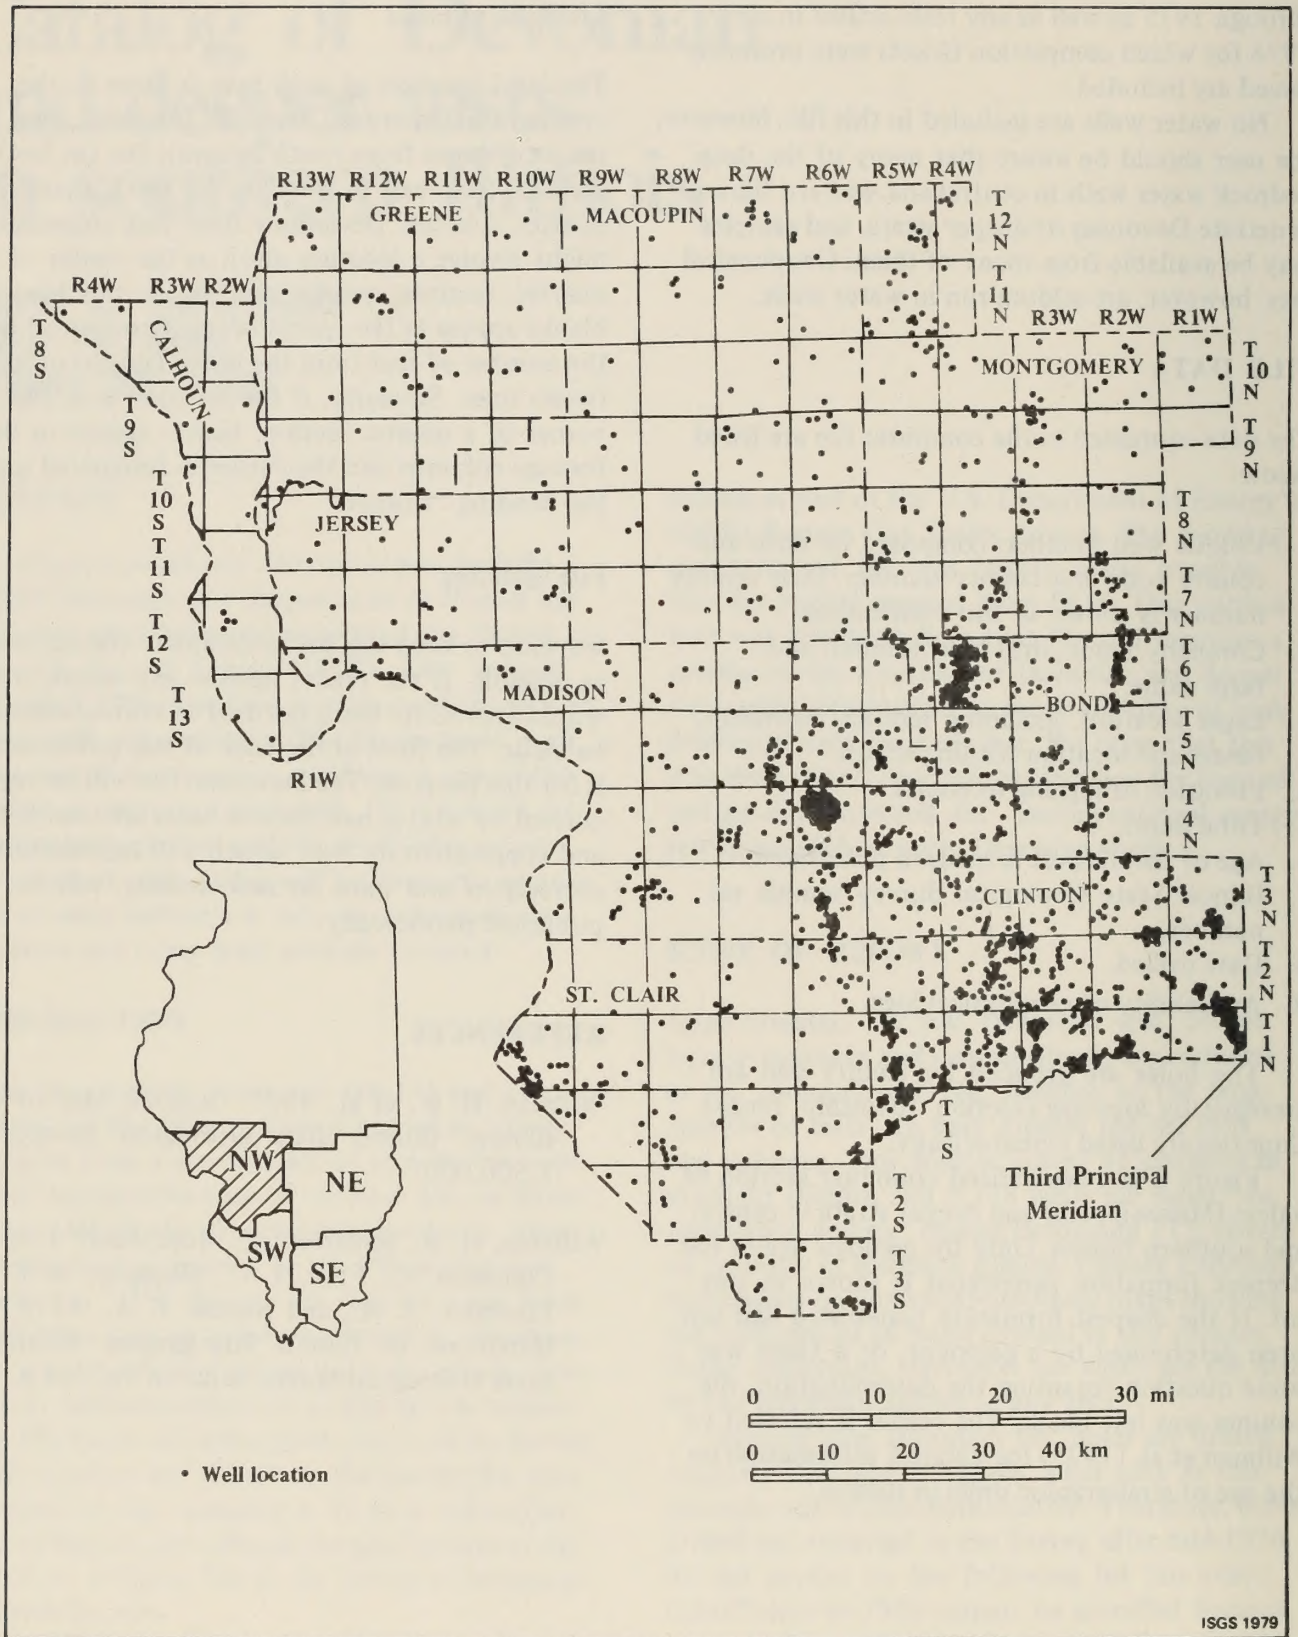 R13W R12W R11W R10W R9W R8W R7W R6W R5W R4W
GREENE MACOUPIN
T 12 N
T 11 N
R4W R3W R2W
T 8 S
CALHOUN
R3W R2W R1W
MONTGOMERY
T 10 N
T 9 S
T 9 N
T 10 S
JERSEY
T 8 N
T 11 S
T 7 N
T 12 S
T 6 N
MADISON
BOND
T 13 S
T 5 N
R1W
T 4 N
CLINTON
T 3 N
ST. CLAIR
T 2 N
T 1 N
T 1 S
NW
NE
SW
SE
Third Principal
Meridian
T 2 S
T 3 S
0 10 20 30 mi
0 10 20 30 40 km
• Well location
ISGS 1979